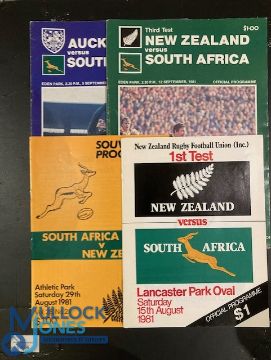 AUCK
versus
SOUT
EDEN PARK, 2.30 P.M., 5 SEPTEMBER
Third Test
$1·00
NEW ZEALAND
versus
SOUTH AFRICA
EDEN PARK, 2.30 P.M., 12 SEPTEMBER, 1981
OFFICIAL PROGRAMME
SOUV
PROG
SOUTH AFRICA
v
NEW ZE
Athletic Park
Saturday 29th
August 1981
New Zealand Rugby Football Union (Inc.)
1st Test
NEW ZEALAND
versus
SOUTH AFRICA
Lancaster Park Oval
Saturday
15th August
1981
OFFICIAL PROGRAMME
$1
MULLOCK
JONES